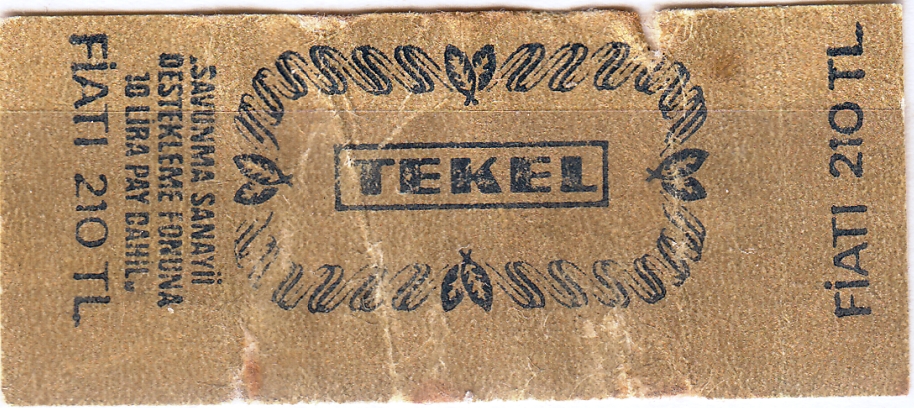 FİATI 210 TL.
„SAVUNMA SANAYİİ
DESTEKLEME FONUNA
10 LİRA PAY DAHİL„
TEKEL
FİATI 210 TL